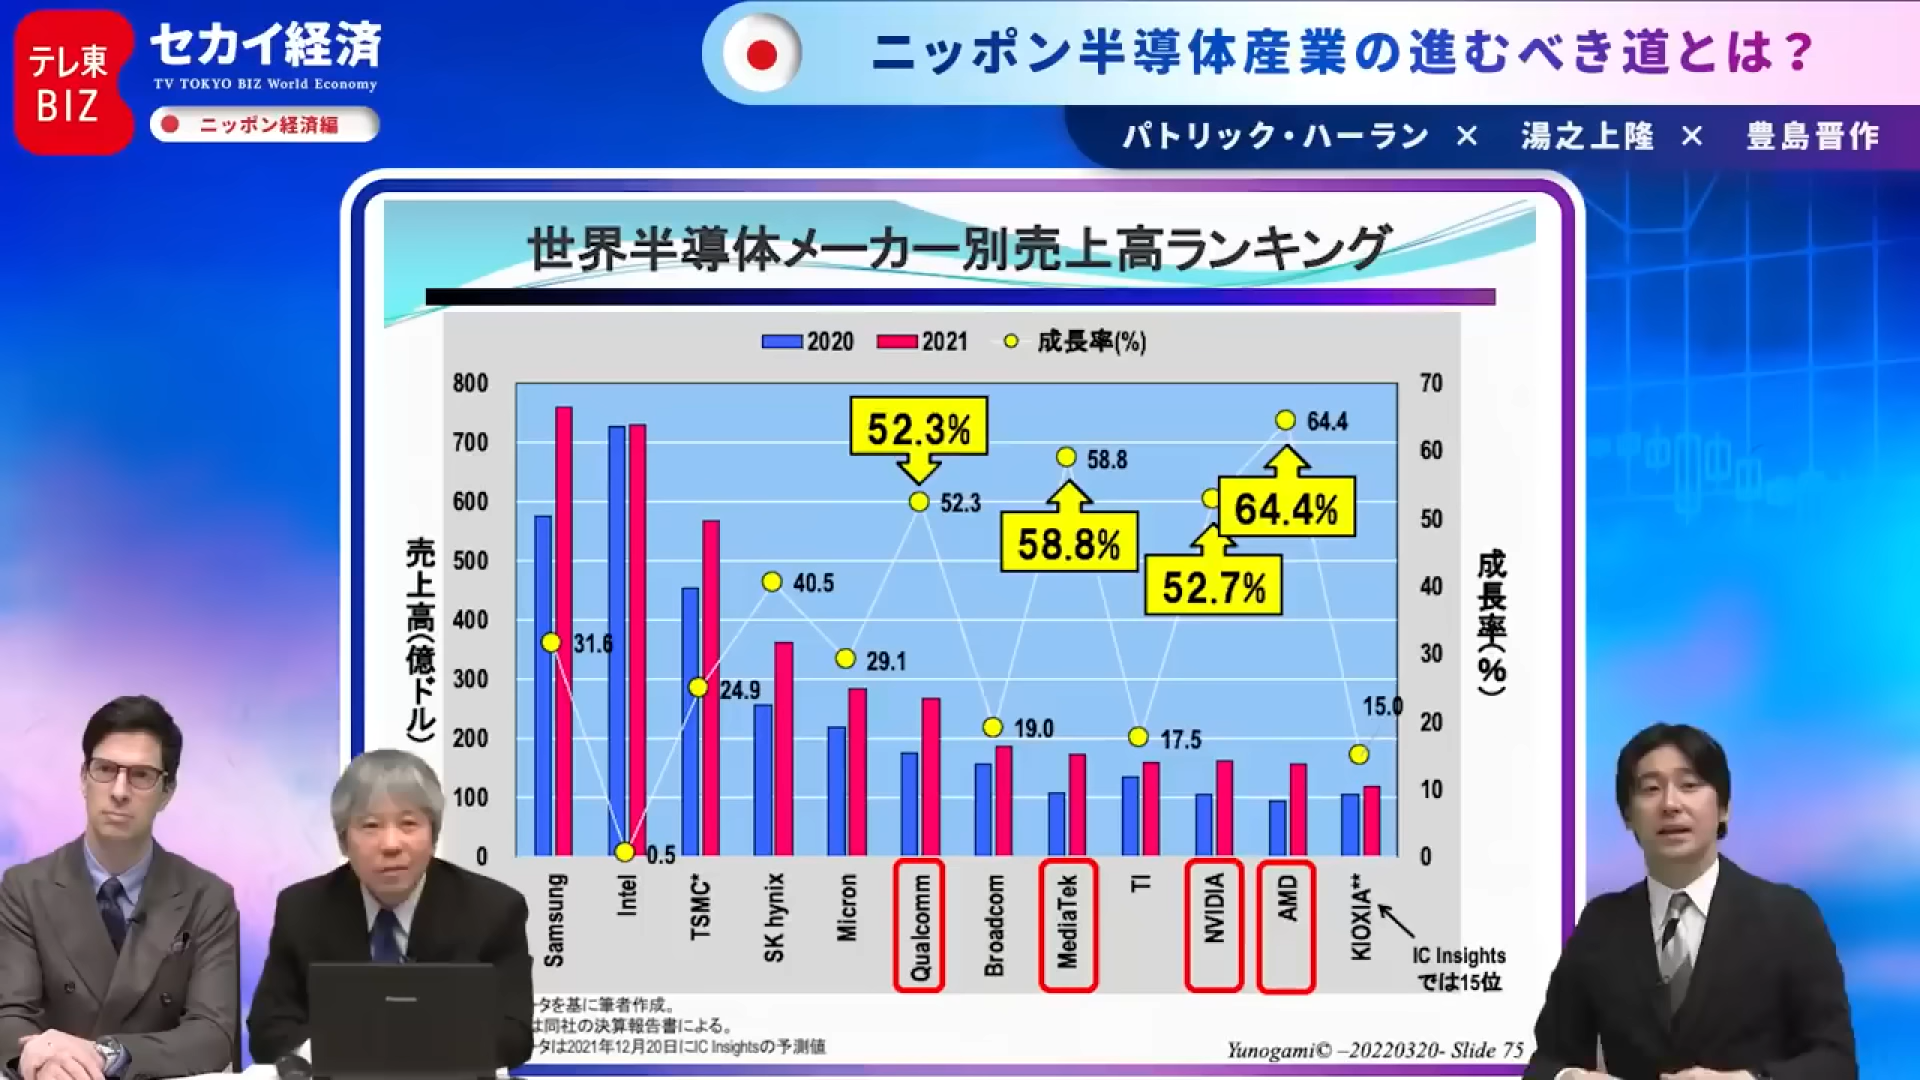 テレ東
BIZ
セカイ経済
TV TOKYO BIZ World Economy
ニッポン経済編
ニッポン半導体産業の進むべき道とは？
パトリック・ハーラン × 湯之上隆 × 豊島晋作
世界半導体メーカー別売上高ランキング
2020 2021 成長率(%)
売上高(億ドル)
800
700
600
500
400
300
200
100
0
31.6
0.5
24.9
40.5
29.1
52.3%
52.3
19.0
58.8
58.8%
17.5
52.7%
64.4
64.4%
15.0
70
60
50
40
30
20
10
0
成長率(%)
Samsung
Intel
TSMC*
SK hynix
Micron
Qualcomm
Broadcom
MediaTek
TI
NVIDIA
AMD
KIOXIA**
IC Insights
では15位
タを基に筆者作成。
は同社の決算報告書による。
タは2021年12月20日にIC Insightsの予測値
Yunogami© –20220320- Slide 75